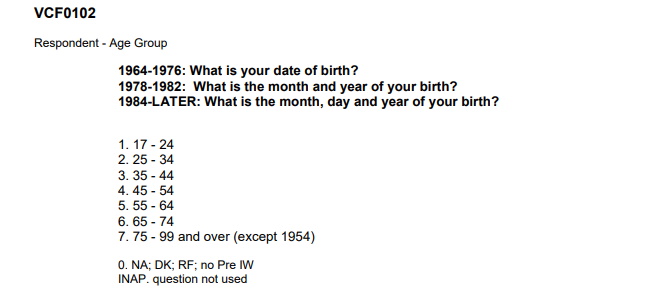 VCF0102
Respondent - Age Group
1964-1976: What is your date of birth?
1978-1982:  What is the month and year of your birth?
1984-LATER: What is the month, day and year of your birth?
1. 17 - 24
2. 25 - 34
3. 35 - 44
4. 45 - 54
5. 55 - 64
6. 65 - 74
7. 75 - 99 and over (except 1954)
0. NA; DK; RF; no Pre IW
INAP. question not used